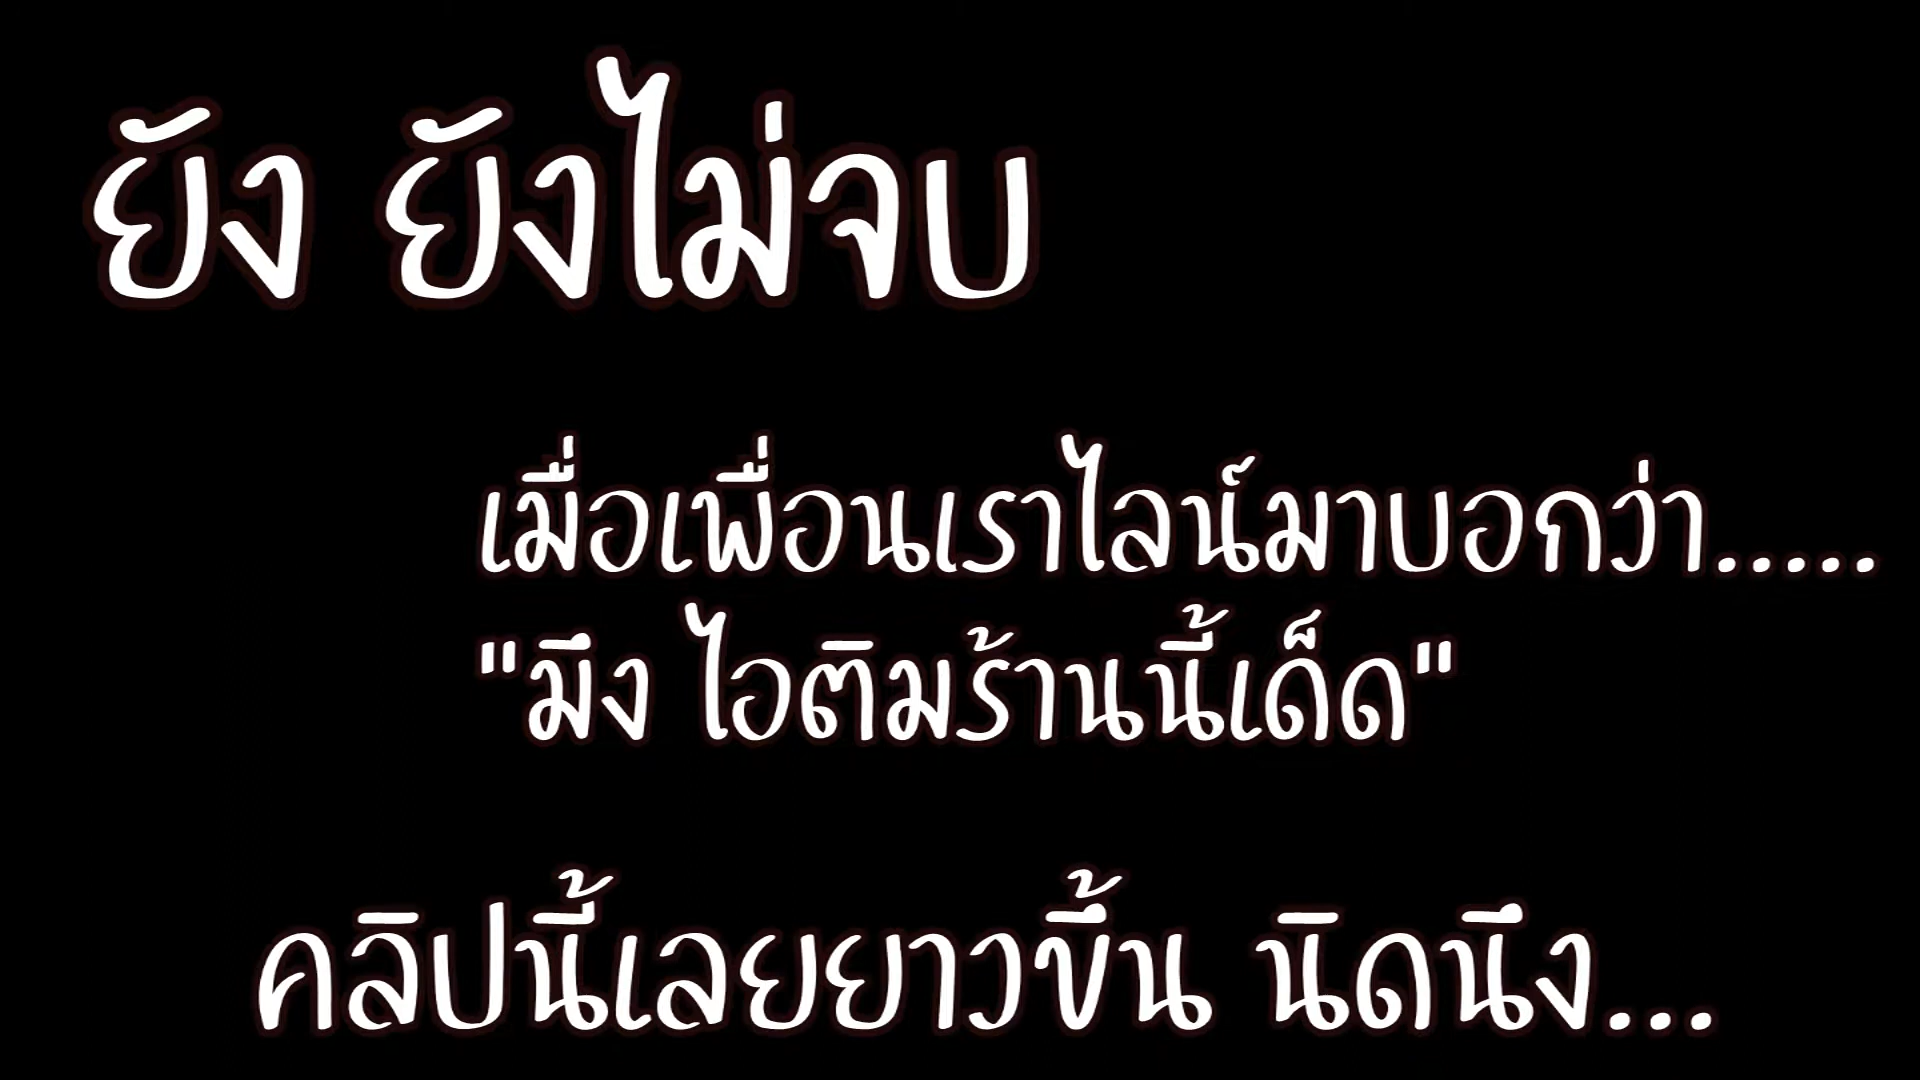 ยัง ยังไม่จบ
เมื่อเพื่อนเราไลน์มาบอกว่า.....
"มึง ไอติมร้านนี้เด็ด"
คลิปนี้เลยยาวขึ้น นิดนึง...